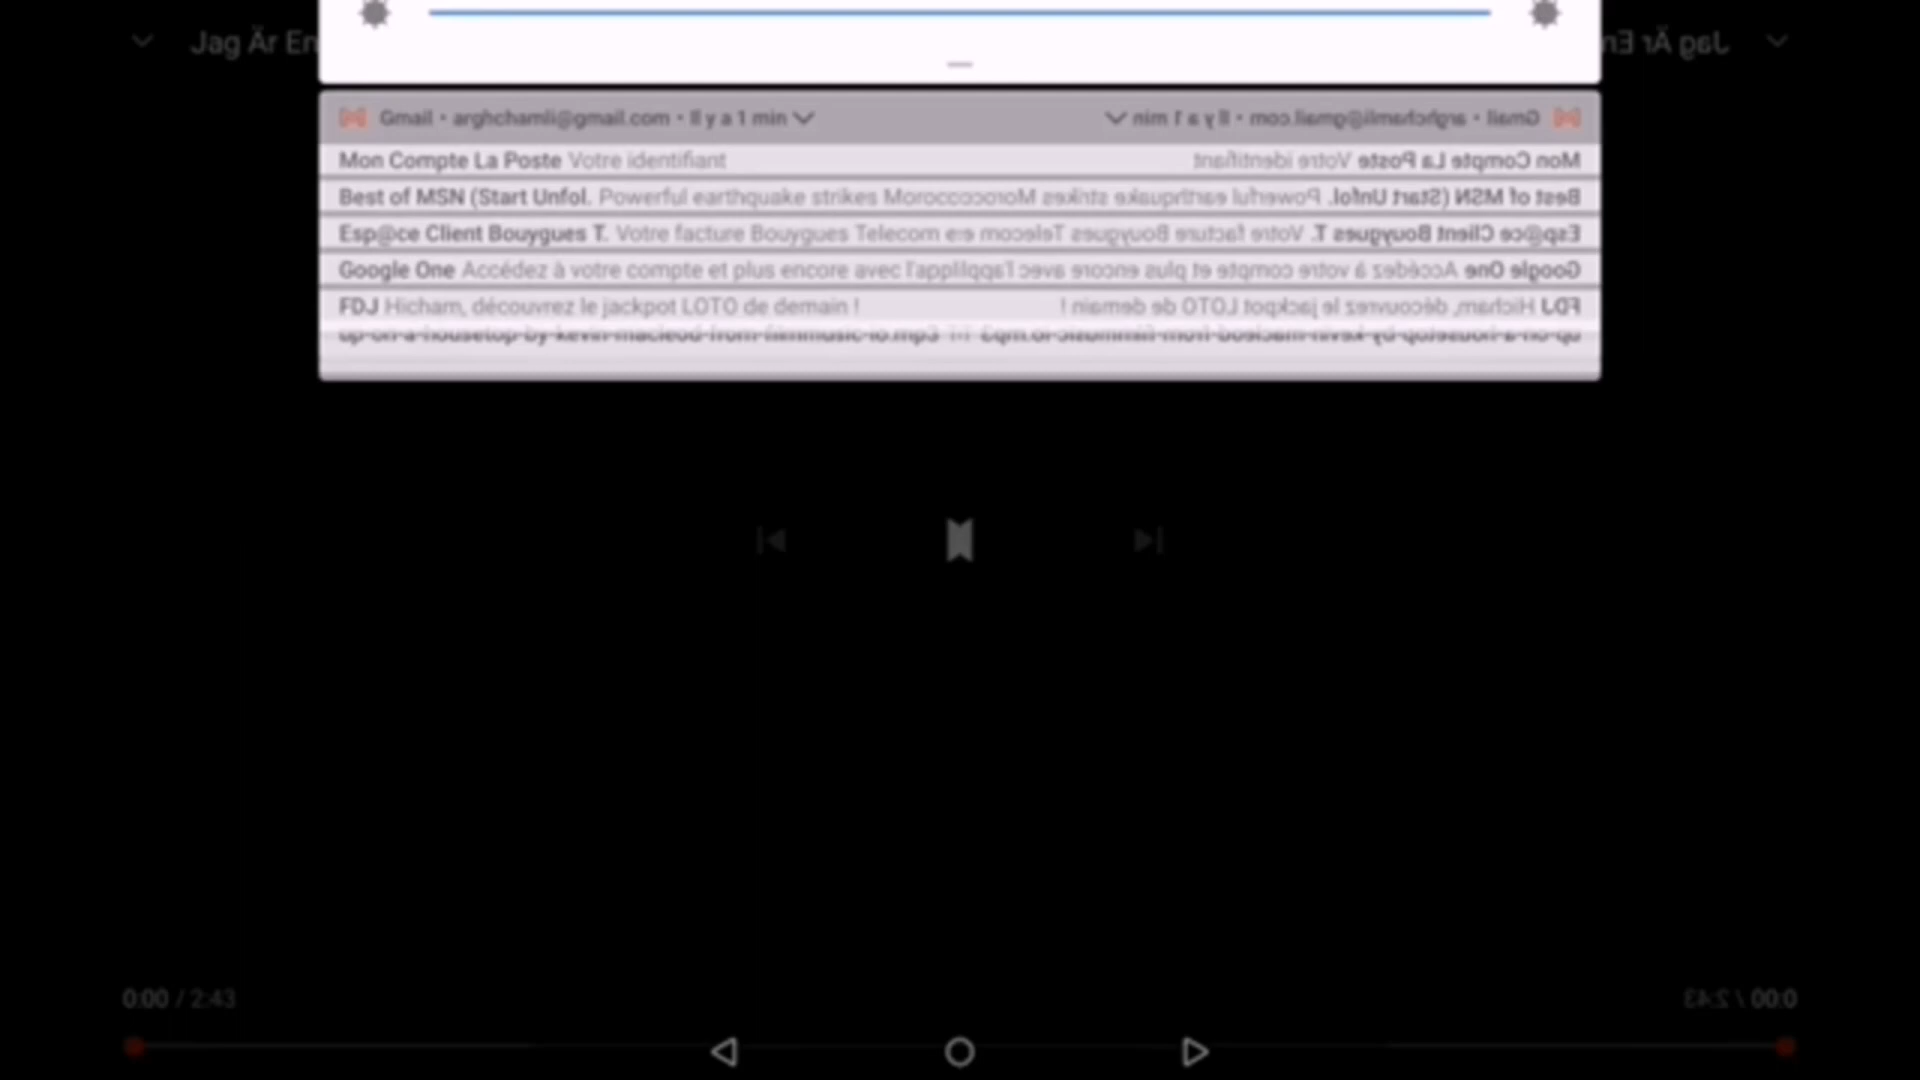 Jag Är En
Gmail • arghchamli@gmail.com • Il y a 1 min
Mon Compte La Poste Votre identifiant
Best of MSN (Start Unfol. Powerful earthquake strikes Morocc
Esp@ce Client Bouygues T. Votre facture Bouygues Telecom e
Google One Accédez à votre compte et plus encore avec l'appli
FDJ Hicham, découvrez le jackpot LOTO de demain !
up-on-a-housetop-by-kevin-macleod-from-filmmusic-io.mp3
0:00 / 2:43